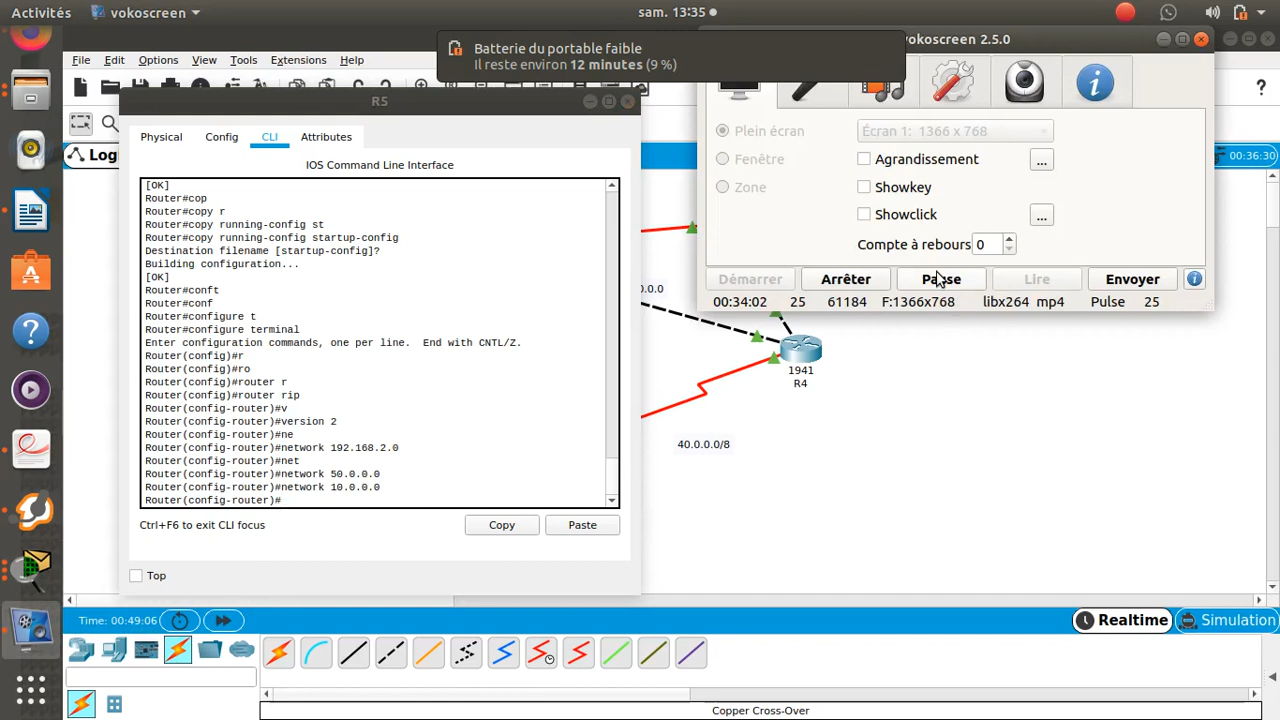 Activités
vokoscreen
sam. 13:35
Batterie du portable faible
Il reste environ 12 minutes (9 %)
vokoscreen 2.5.0
File Edit Options View Tools Extensions Help
R5
Physical Config CLI Attributes
IOS Command Line Interface
[OK]
Router#cop
Router#copy r
Router#copy running-config st
Router#copy running-config startup-config
Destination filename [startup-config]?
Building configuration...
[OK]
Router#conft
Router#conf
Router#configure t
Router#configure terminal
Enter configuration commands, one per line.  End with CNTL/Z.
Router(config)#r
Router(config)#ro
Router(config)#router r
Router(config)#router rip
Router(config-router)#v
Router(config-router)#version 2
Router(config-router)#ne
Router(config-router)#network 192.168.2.0
Router(config-router)#net
Router(config-router)#network 50.0.0.0
Router(config-router)#network 10.0.0.0
Router(config-router)#
Ctrl+F6 to exit CLI focus
Copy
Paste
Top
Plein écran
Écran 1:  1366 x 768
Fenêtre
Agrandissement
...
Zone
Showkey
Showclick
...
Compte à rebours 0
Démarrer Arrêter Pause Lire Envoyer
00:34:02 25 61184 F:1366x768 libx264 mp4 Pulse 25
00:36:30
1941
R4
40.0.0.0/8
Time: 00:49:06
Realtime
Simulation
Copper Cross-Over